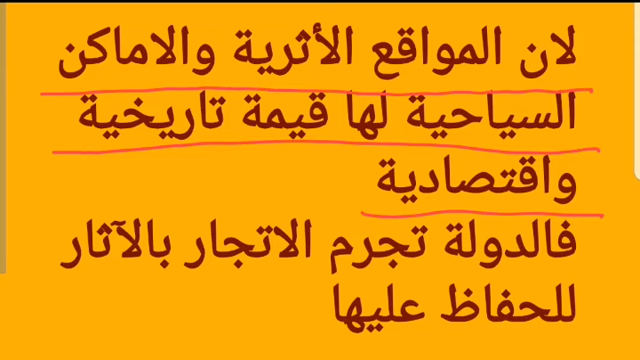 لان المواقع الأثرية والاماكن
السياحية لها قيمة تاريخية
واقتصادية
فالدولة تجرم الاتجار بالآثار
للحفاظ عليها